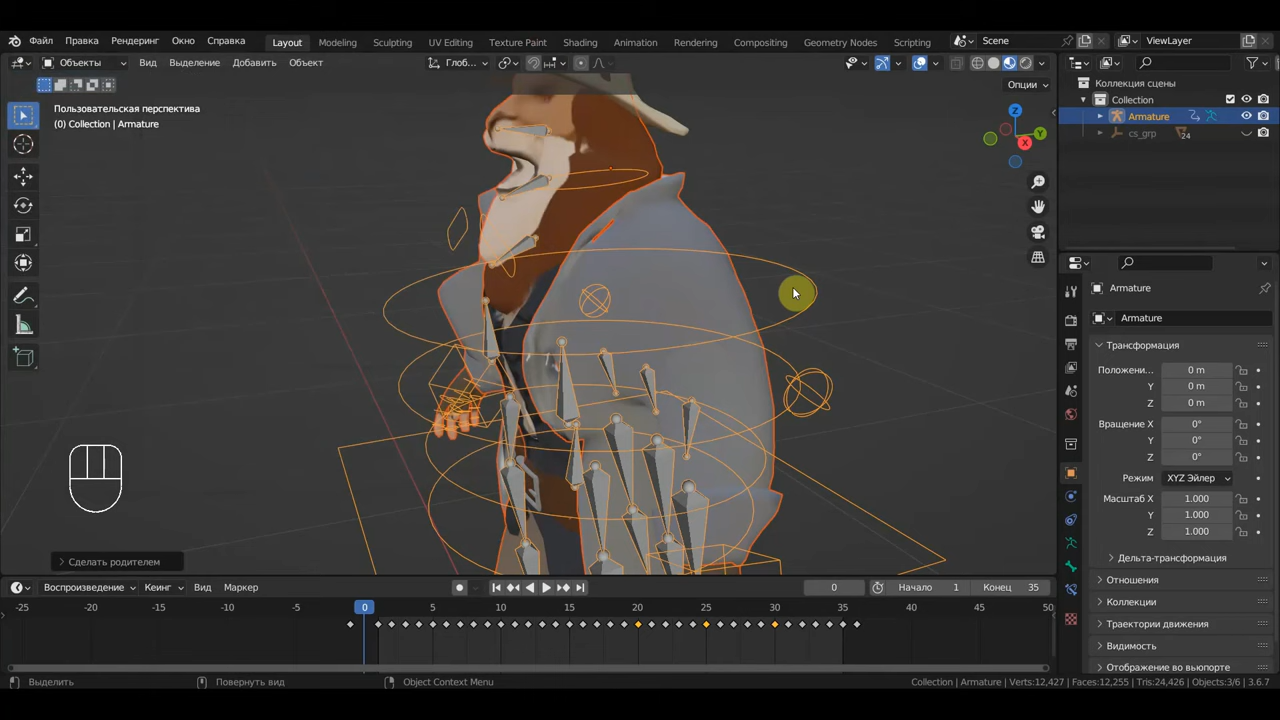 Файл Правка Рендеринг Окно Справка Layout Modeling Sculpting UV Editing Texture Paint Shading Animation Rendering Compositing Geometry Nodes Scripting Scene ViewLayer
Объекты Вид Выделение Добавить Объект Глоб...
Опции
Пользовательская перспектива
(0) Collection | Armature
Z
Y
X
Коллекция сцены
Collection
Armature
cs_grp 24
Armature
Armature
Трансформация
Положени... 0 m
Y 0 m
Z 0 m
Вращение X 0°
Y 0°
Z 0°
Режим XYZ Эйлер
Масштаб X 1.000
Y 1.000
Z 1.000
Дельта-трансформация
Отношения
Коллекции
Траектории движения
Видимость
Отображение во вьюпорте
Сделать родителем
Воспроизведение Кеинг Вид Маркер 0 Начало 1 Конец 35
-25 -20 -15 -10 -5 0 5 10 15 20 25 30 35 40 45 50
Выделить Повернуть вид Object Context Menu Collection | Armature | Verts:12,427 | Faces:12,255 | Tris:24,426 | Objects:3/6 | 3.6.7